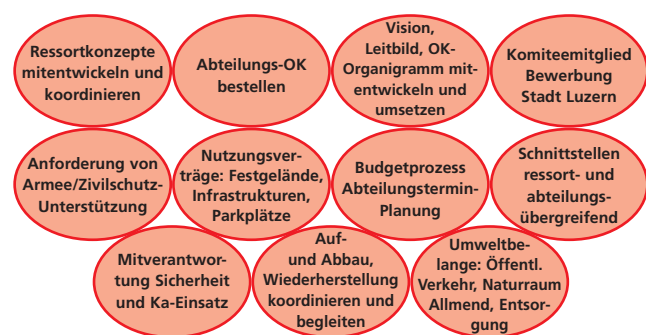 Ressortkonzepte
mitentwickeln und
koordinieren
Abteilungs-OK
bestellen
Vision,
Leitbild, OK-
Organigramm mit-
entwickeln und
umsetzen
Komiteemitglied
Bewerbung
Stadt Luzern
Anforderung von
Armee/Zivilschutz-
Unterstützung
Nutzungsver-
träge: Festgelände,
Infrastrukturen,
Parkplätze
Budgetprozess
Abteilungstermin-
Planung
Schnittstellen
ressort- und
abteilungs-
übergreifend
Mitverantwor-
tung Sicherheit
und Ka-Einsatz
Auf-
und Abbau,
Wiederherstellung
koordinieren und
begleiten
Umweltbe-
lange: Öffentl.
Verkehr, Naturraum
Allmend, Entsor-
gung